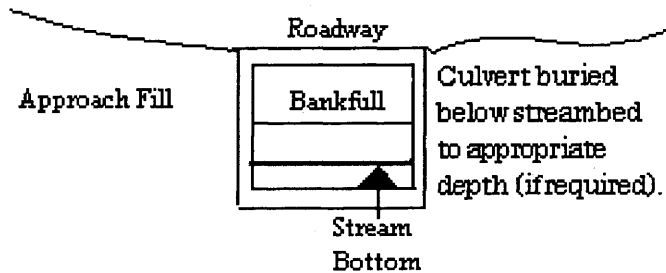 Roadway
Approach Fill
Bankfull
Culvert buried
below streambed
to appropriate
depth (if required).
Stream
Bottom